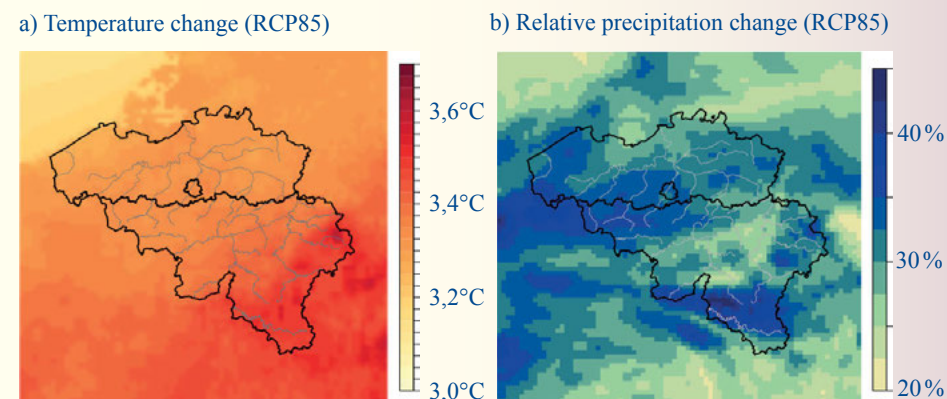 a) Temperature change (RCP85)
b) Relative precipitation change (RCP85)
3,6°C
3,4°C
3,2°C
3,0°C
40%
30%
20%